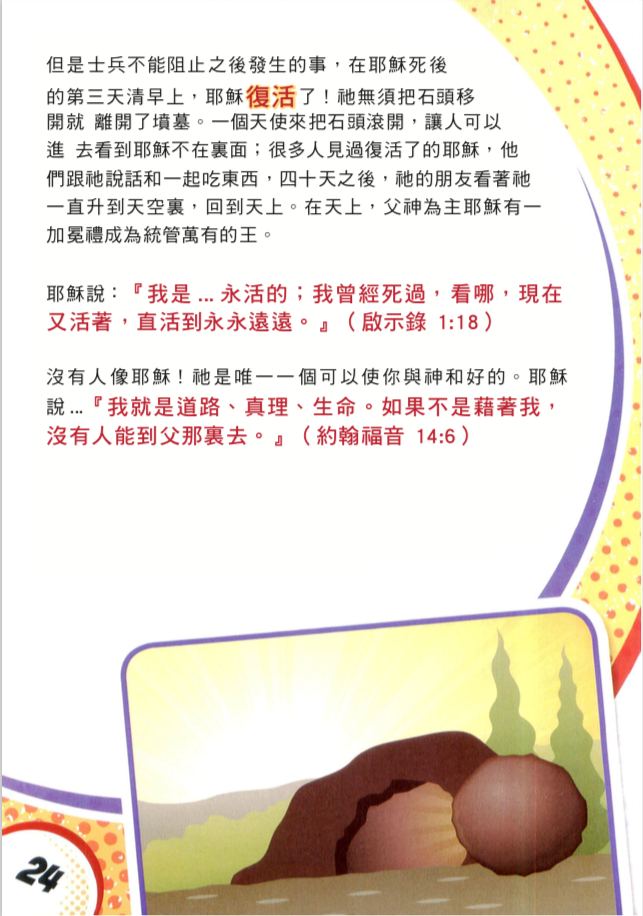 但是士兵不能阻止之後發生的事，在耶穌死後
的第三天清早上，耶穌復活了！祂無須把石頭移
開就 離開了墳墓。一個天使來把石頭滾開，讓人可以
進 去看到耶穌不在裏面；很多人見過復活了的耶穌，他
們跟祂說話和一起吃東西，四十天之後，祂的朋友看著祂
一直升到天空裏，回到天上。在天上，父神為主耶穌有一
加冕禮成為統管萬有的王。
耶穌說：『我是 ... 永活的；我曾經死過，看哪，現在
又活著，直活到永永遠遠。』（啟示錄 1:18）
沒有人像耶穌！祂是唯一一個可以使你與神和好的。耶穌
說 ...『我就是道路、真理、生命。如果不是藉著我，
沒有人能到父那裏去。』（約翰福音 14:6）
24